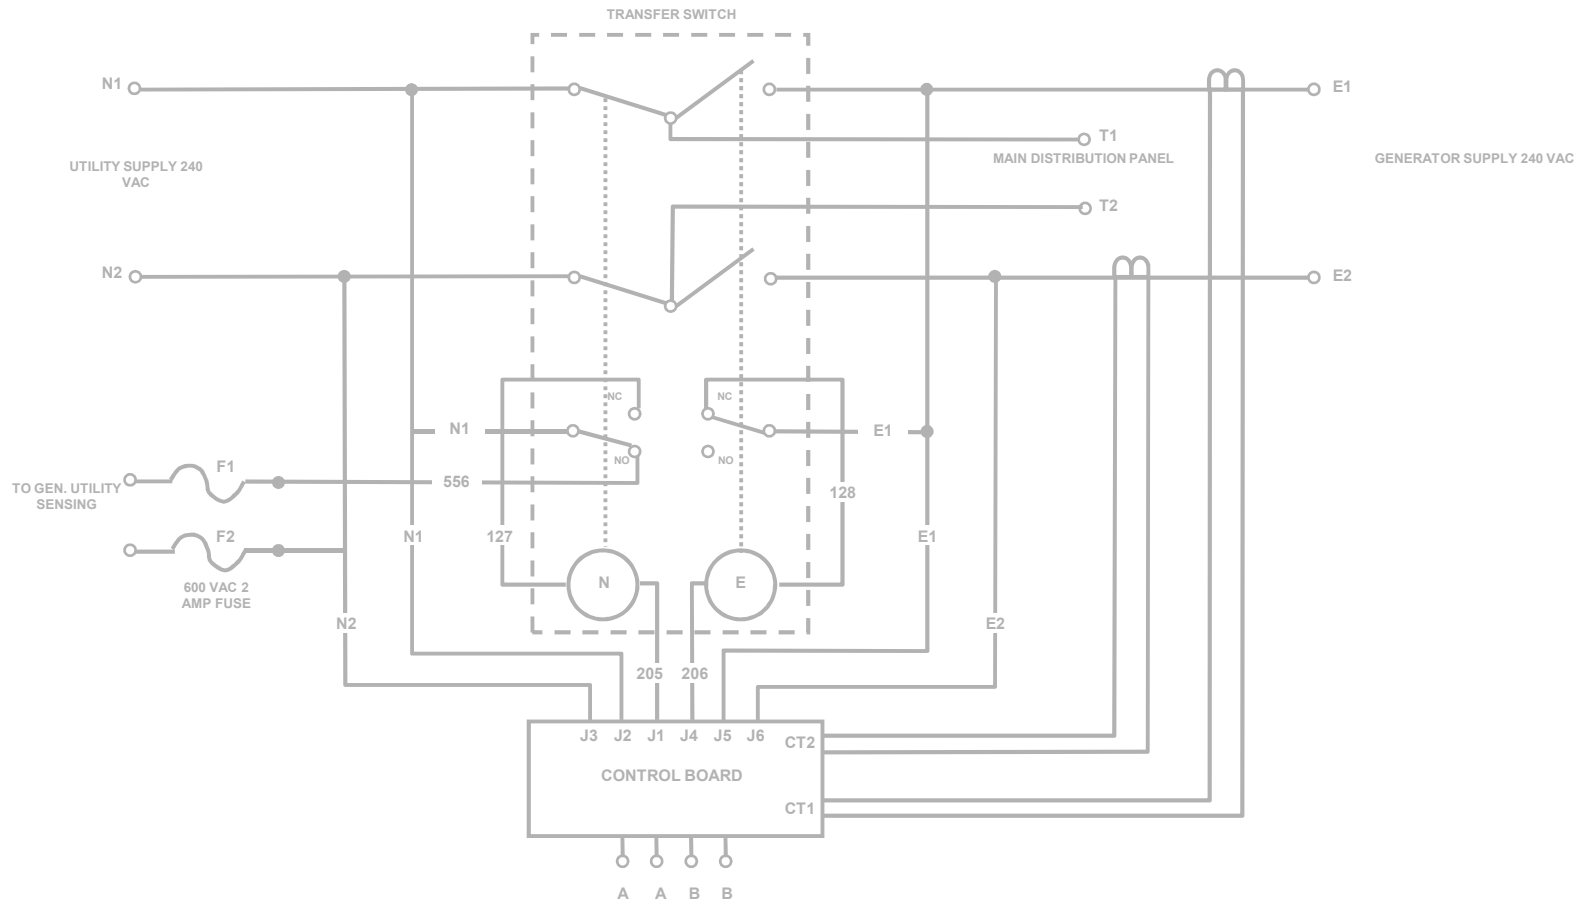 TRANSFER SWITCH
N1
E1
T1
MAIN DISTRIBUTION PANEL
UTILITY SUPPLY 240
VAC
GENERATOR SUPPLY 240 VAC
T2
N2
E2
NC
NC
N1
E1
NO
NO
F1
556
TO GEN. UTILITY
SENSING
128
F2
N1
127
E1
600 VAC 2
AMP FUSE
N
E
N2
E2
205
206
J3
J2
J1
J4
J5
J6
CT2
CONTROL BOARD
CT1
A
A
B
B